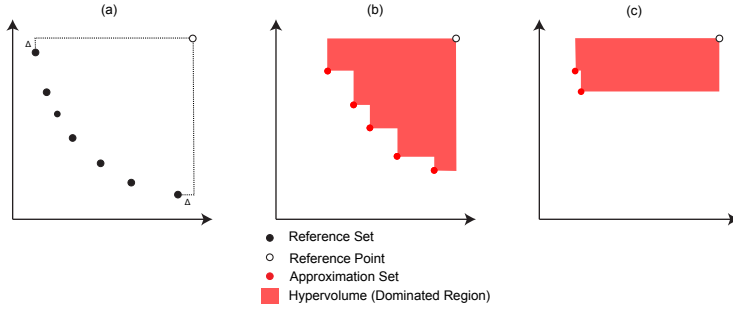 (a)
(b)
(c)
Δ
Δ
Reference Set
Reference Point
Approximation Set
Hypervolume (Dominated Region)